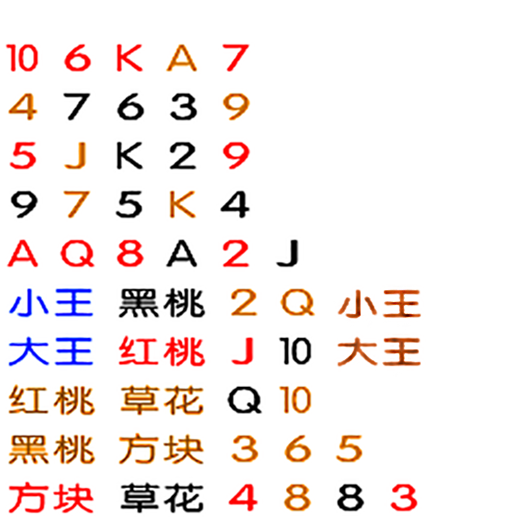 10 6 K A 7
4 7 6 3 9
5 J K 2 9
9 7 5 K 4
A Q 8 A 2 J
小王 黑桃 2 Q 小王
大王 红桃 J 10 大王
红桃 草花 Q 10
黑桃 方块 3 6 5
方块 草花 4 8 8 3